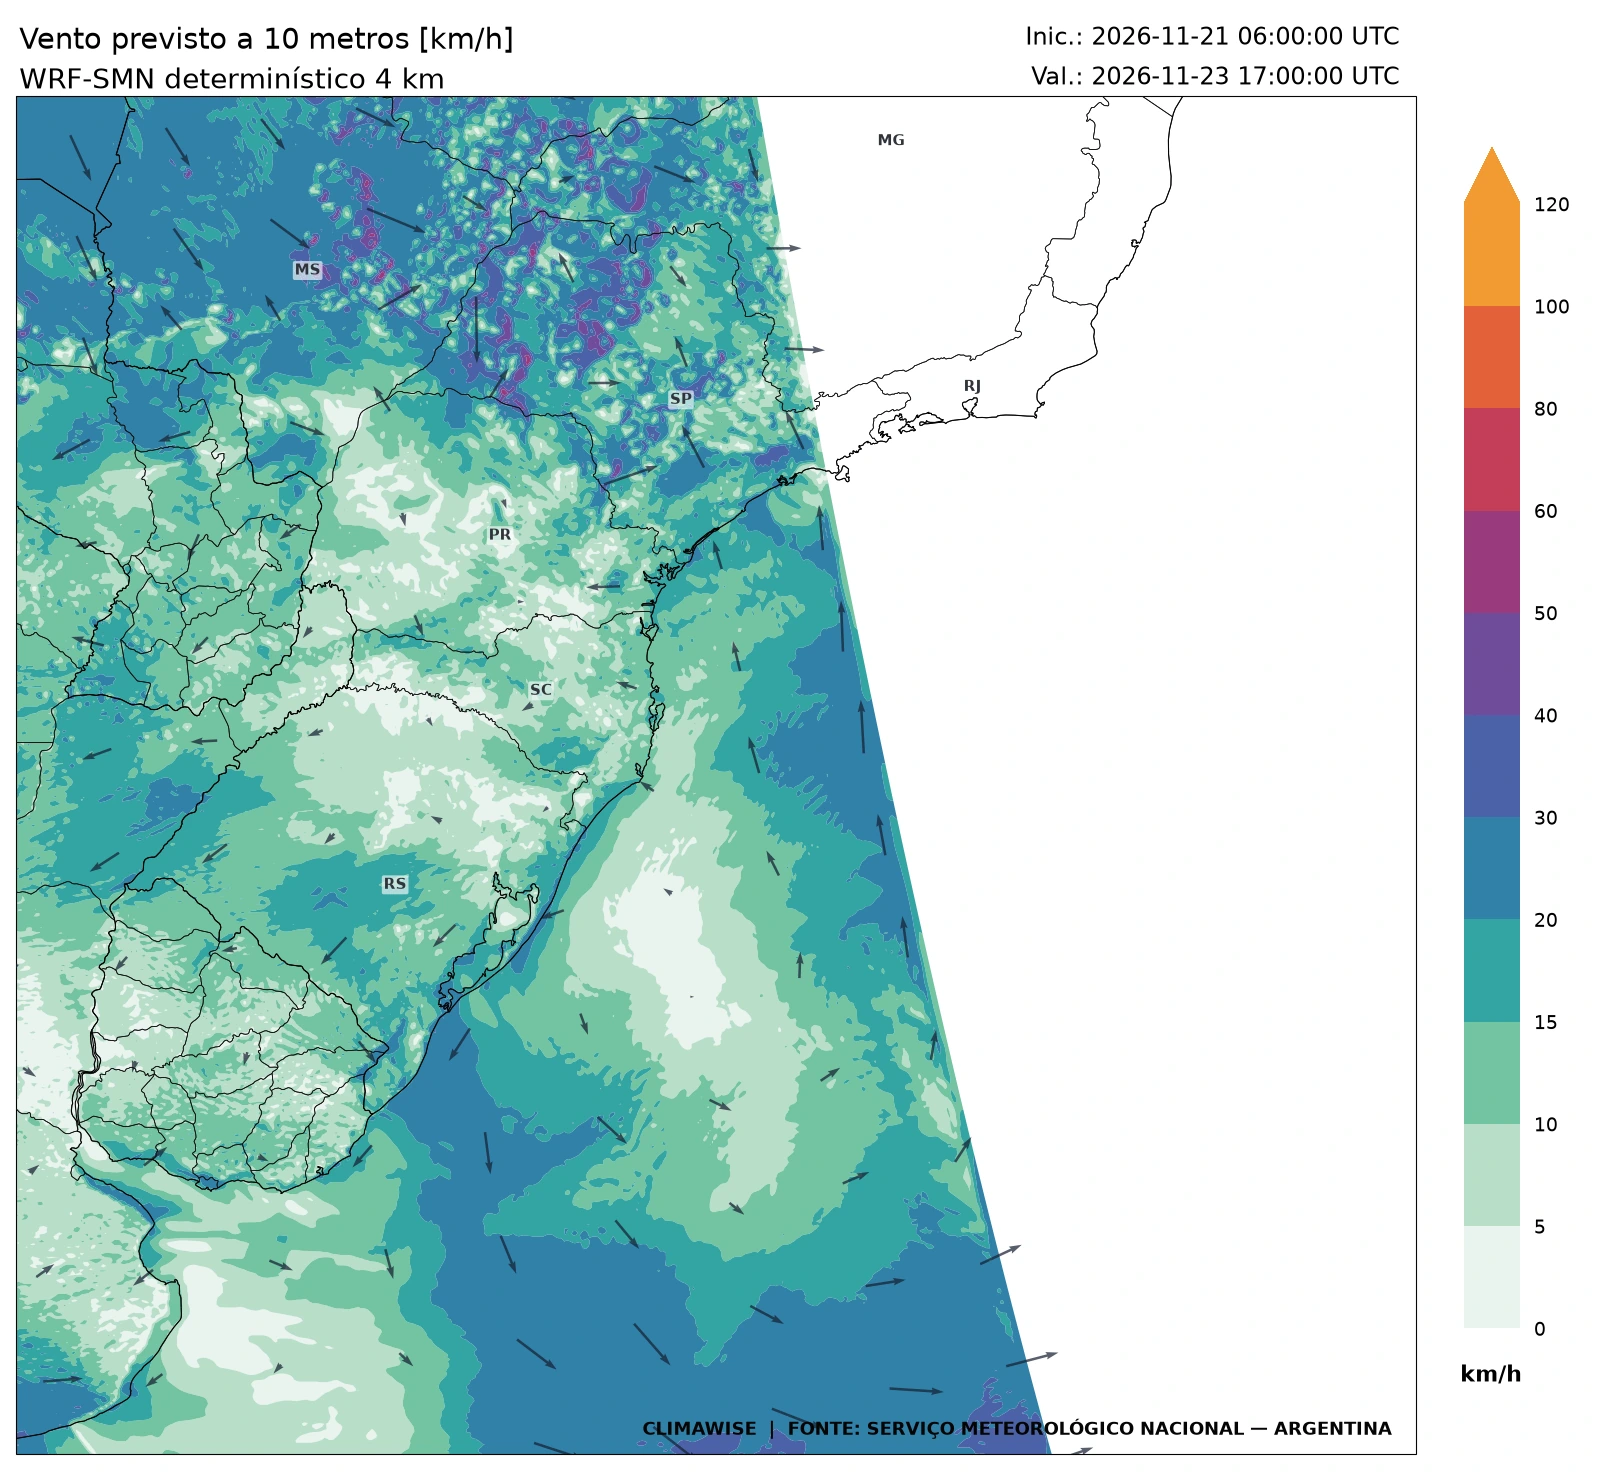 Vento previsto a 10 metros [km/h]
WRF-SMN determinístico 4 km
Inic.: 2026-11-21 06:00:00 UTC
Val.: 2026-11-23 17:00:00 UTC
MG
MS
RJ
SP
PR
SC
RS
120
100
80
60
50
40
30
20
15
10
5
0
km/h
CLIMAWISE | FONTE: SERVIÇO METEOROLÓGICO NACIONAL — ARGENTINA